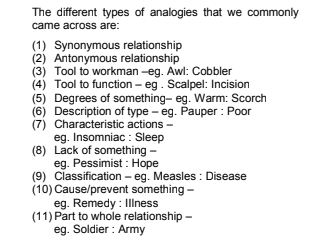 The different types of analogies that we commonly
came across are:
(1) Synonymous relationship
(2) Antonymous relationship
(3) Tool to workman –eg. Awl: Cobbler
(4) Tool to function – eg . Scalpel: Incision
(5) Degrees of something– eg. Warm: Scorch
(6) Description of type – eg. Pauper : Poor
(7) Characteristic actions –
eg. Insomniac : Sleep
(8) Lack of something –
eg. Pessimist : Hope
(9) Classification – eg. Measles : Disease
(10) Cause/prevent something –
eg. Remedy : Illness
(11) Part to whole relationship –
eg. Soldier : Army